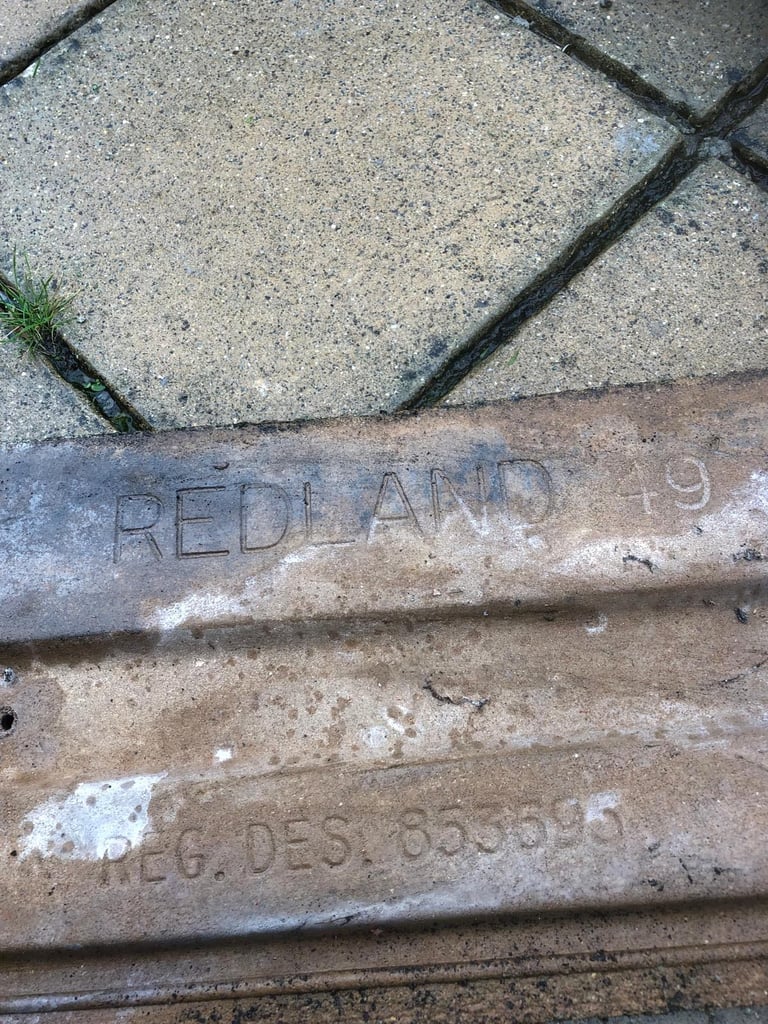 REDLAND 49
REG. DES. 853595